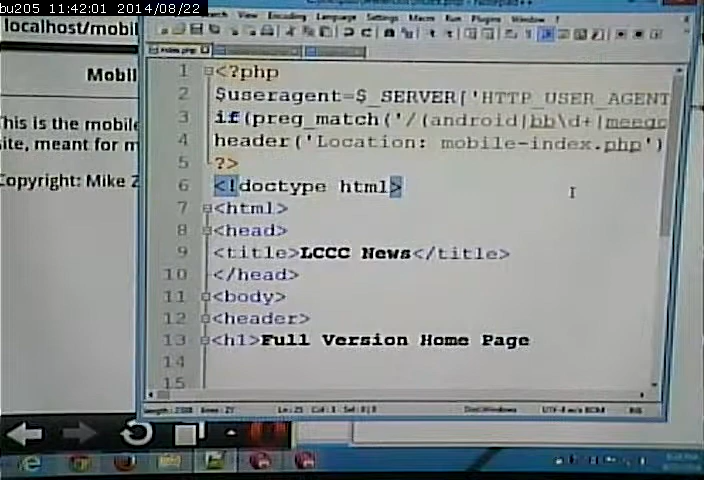 bu205 11:42:01 2014/08/22
localhost/mobil
Search View Encoding Language Settings Macro Run Plugins Window ?
index.php
Mobil
This is the mobile
site, meant for m
Copyright: Mike Z
1 <?php
2 $useragent=$_SERVER['HTTP_USER_AGENT
3 if(preg_match('/(android|bb\d+|meego
4 header('Location: mobile-index.php')
5 ?>
6 <!doctype html>
7 <html>
8 <head>
9 <title>LCCC News</title>
10 </head>
11 <body>
12 <header>
13 <h1>Full Version Home Page
14
15